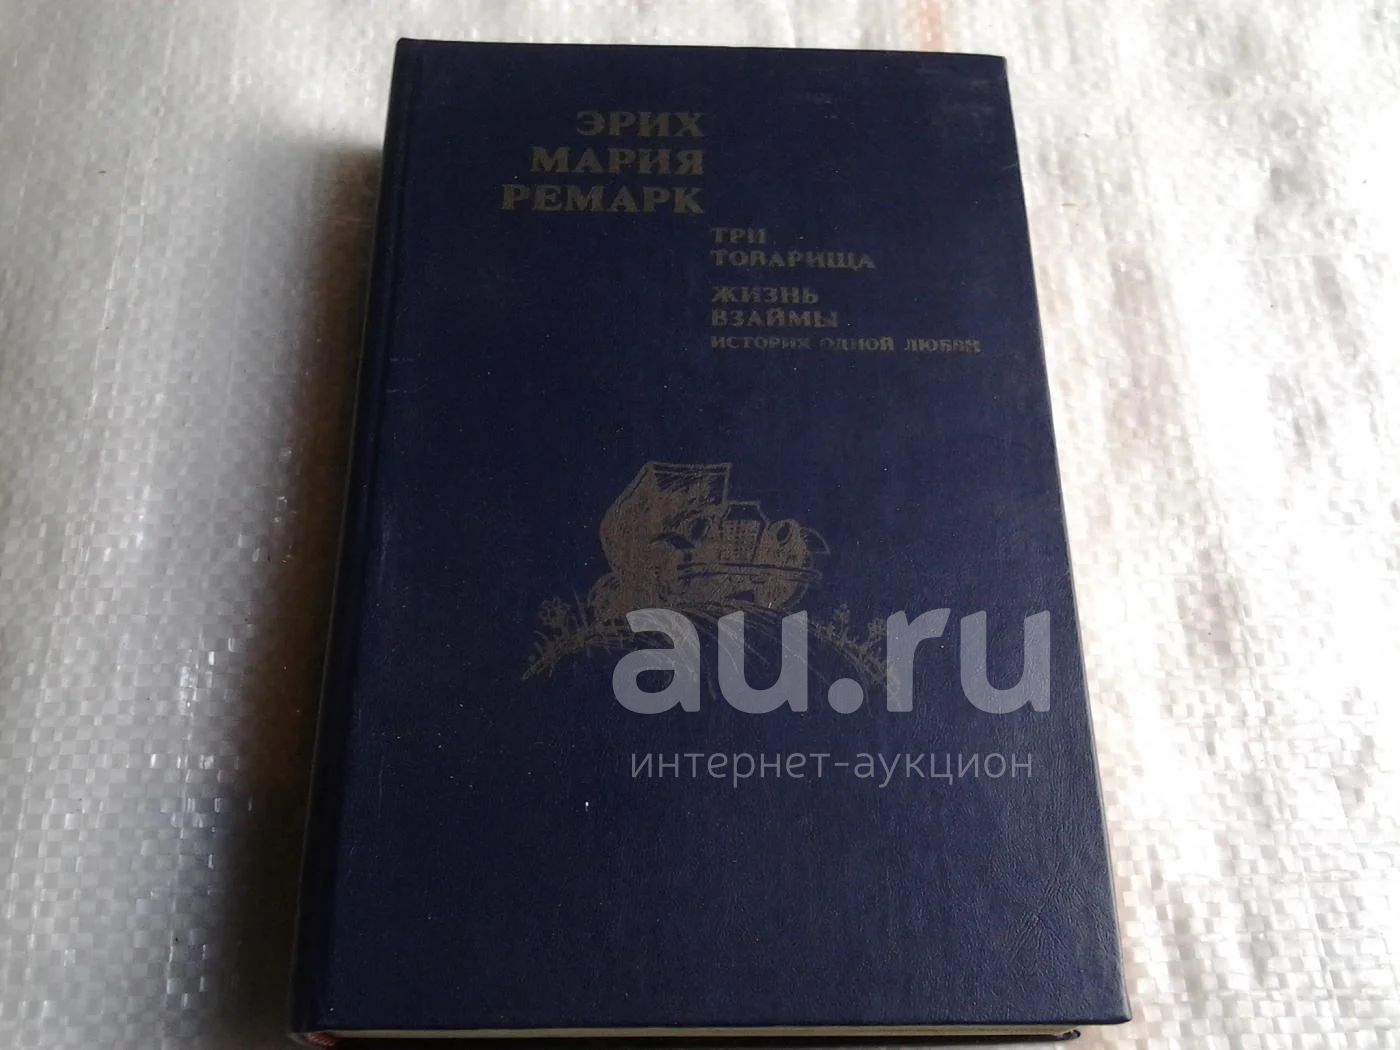 ЭРИХ
МАРИЯ
РЕМАРК
ТРИ
ТОВАРИЩА
ЖИЗНЬ
ВЗАЙМЫ
ИСТОРИЯ ОДНОЙ ЛЮБВИ
au.ru
интернет-аукцион